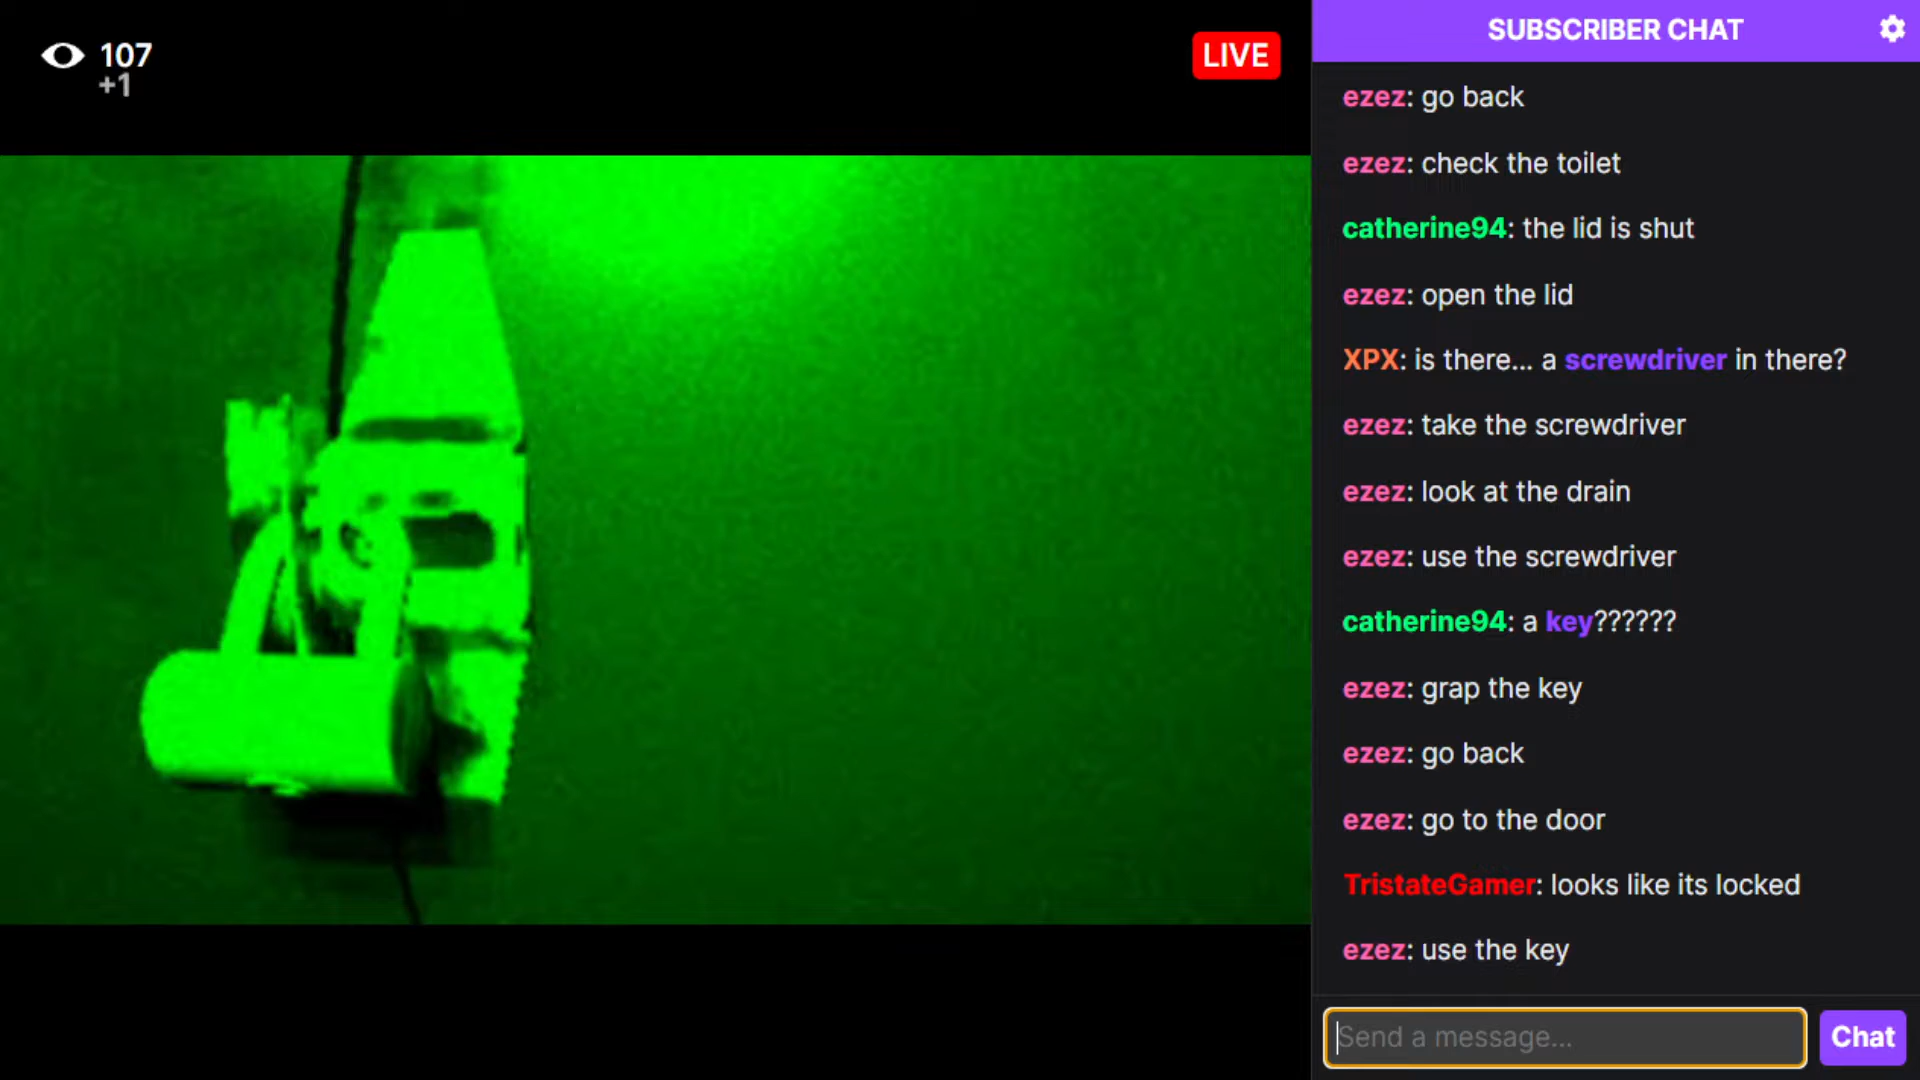 107
+1
LIVE
SUBSCRIBER CHAT
ezez: go back
ezez: check the toilet
catherine94: the lid is shut
ezez: open the lid
XPX: is there... a screwdriver in there?
ezez: take the screwdriver
ezez: look at the drain
ezez: use the screwdriver
catherine94: a key??????
ezez: grap the key
ezez: go back
ezez: go to the door
TristateGamer: looks like its locked
ezez: use the key
Send a message...
Chat